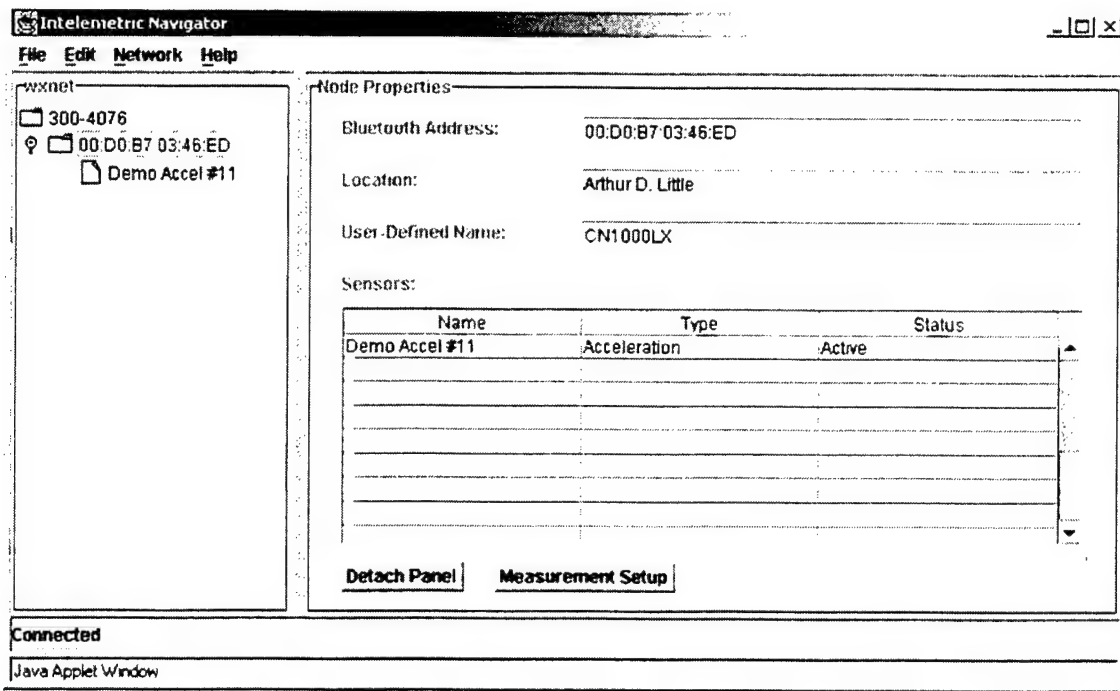 Intelemetric Navigator
File Edit Network Help
wxnet
300-4076
00:D0:B7 03:46:ED
Demo Accel #11
Node Properties
Bluetooth Address: 00:D0:B7:03:46:ED
Location: Arthur D. Little
User-Defined Name: CN1000LX
Sensors:
Name Type Status
Demo Accel #11 Acceleration Active
Detach Panel Measurement Setup
Connected
Java Applet Window